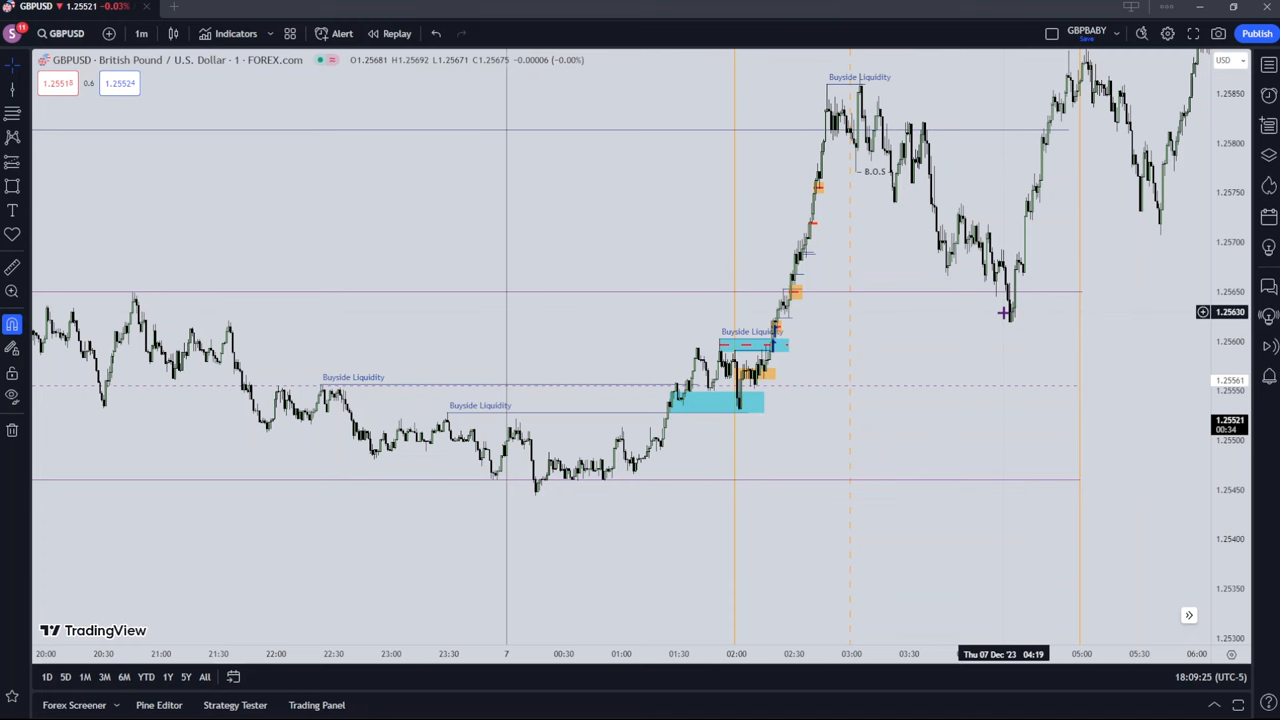 GBPUSD 1.25521 -0.03%
S 11 GBPUSD 1m Indicators Alert Replay GBPBABY Save Publish
GBPUSD · British Pound / U.S. Dollar · 1 · FOREX.com O1.25681 H1.25692 L1.25671 C1.25675 -0.00006 (-0.00%)
USD
1.25518 0.6 1.25524
Buyside Liquidity
B.O.S
Buyside Liquidity
Buyside Liquidity
Buyside Liquidity
1.25850
1.25800
1.25750
1.25700
1.25650
1.25630
1.25600
1.25561
1.25550
1.25521
00:34
1.25500
1.25450
1.25400
1.25350
1.25300
TradingView
20:00 20:30 21:00 21:30 22:00 22:30 23:00 23:30 7 00:30 01:00 01:30 02:00 02:30 03:00 03:30 Thu 07 Dec '23 04:19 05:00 05:30 06:00
1D 5D 1M 3M 6M YTD 1Y 5Y All 18:09:25 (UTC-5)
Forex Screener Pine Editor Strategy Tester Trading Panel